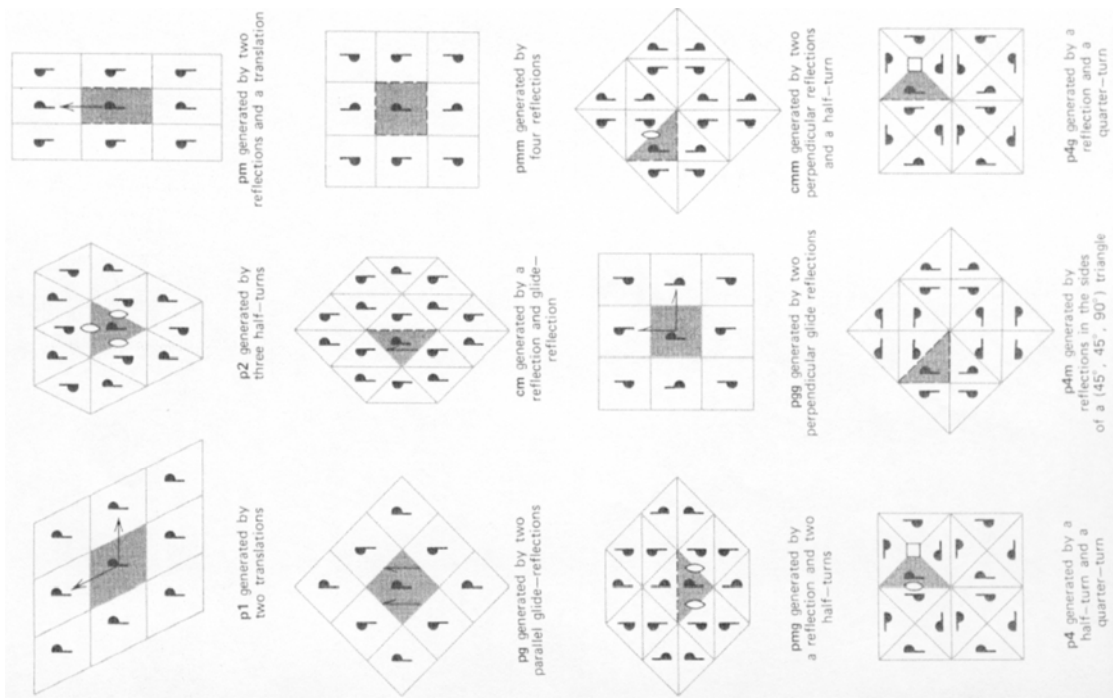 p1 generated by
two translations
p2 generated by
three half-turns
pm generated by two
reflections and a translation
pg generated by two
parallel glide-reflections
cm generated by a
reflection and glide-
reflection
pmm generated by
four reflections
pmg generated by
a reflection and two
half-turns
pgg generated by two
perpendicular glide reflections
cmm generated by two
perpendicular reflections
and a half-turn
p4 generated by a
half-turn and a
quarter-turn
p4m generated by
reflections in the sides
of a (45°, 45°, 90°) triangle
p4g generated by a
reflection and a
quarter-turn